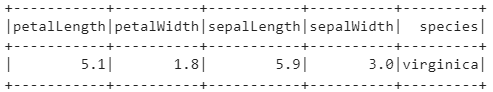 +-----------+----------+-----------+----------+---------+
|petalLength|petalWidth|sepalLength|sepalWidth|  species|
+-----------+----------+-----------+----------+---------+
|        5.1|       1.8|        5.9|       3.0|virginica|
+-----------+----------+-----------+----------+---------+